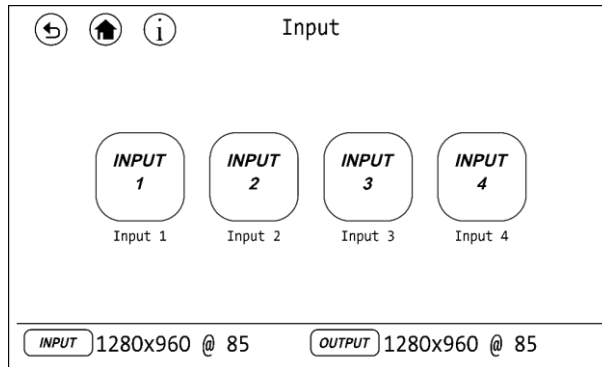 i Input
INPUT 1
INPUT 2
INPUT 3
INPUT 4
Input 1 Input 2 Input 3 Input 4
INPUT 1280x960 @ 85 OUTPUT 1280x960 @ 85